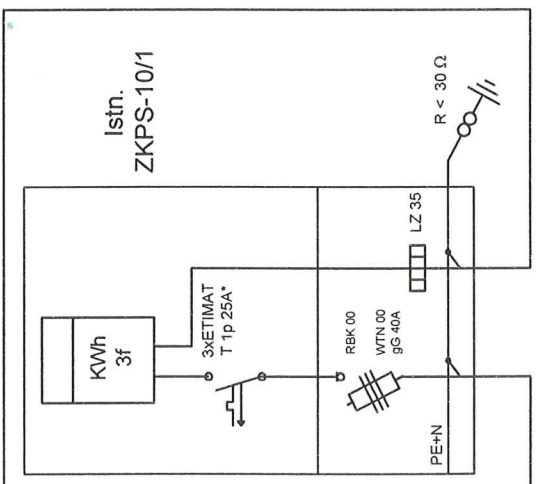 Istn.
ZKPS-10/1
R < 30 Ω
KWh
3f
3xETIMAT
T 1p 25A*
LZ 35
RBK 00
WTN 00
gG 40A
PE+N